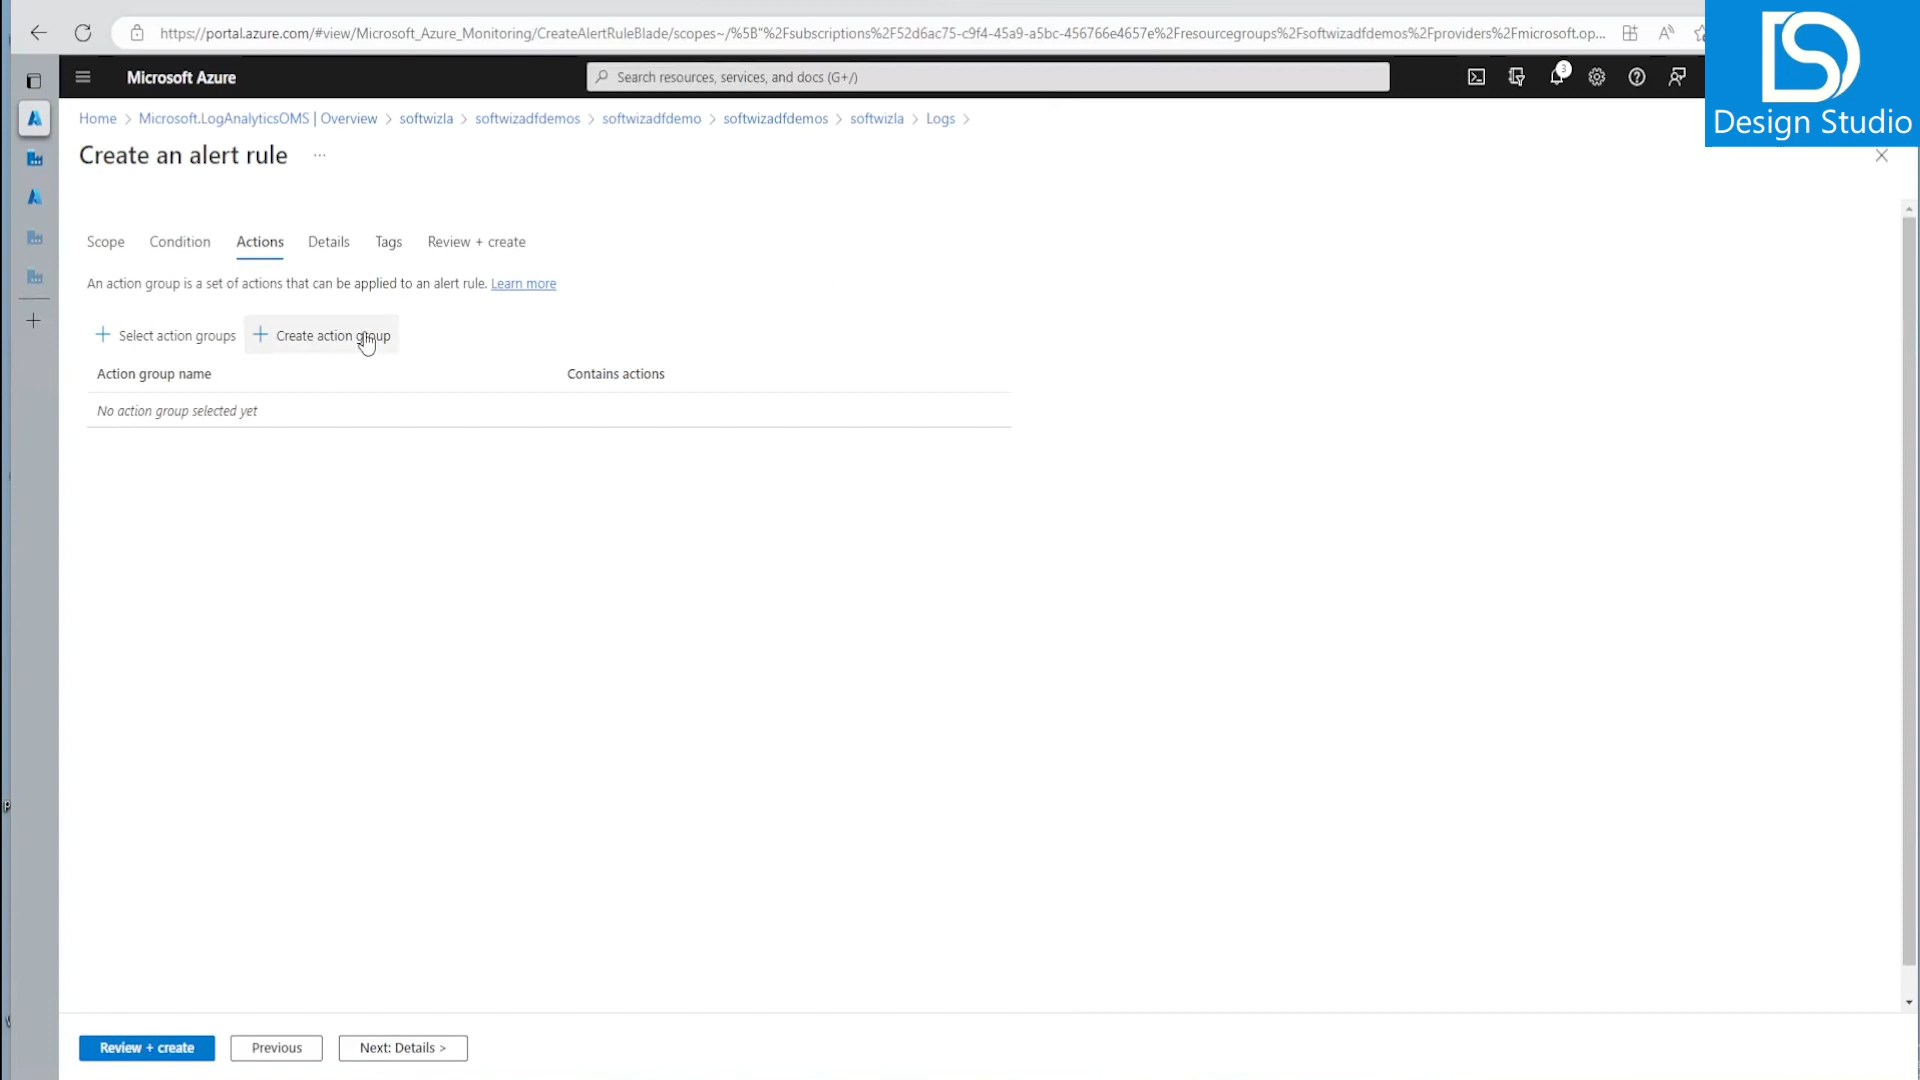 https://portal.azure.com/#view/Microsoft_Azure_Monitoring/CreateAlertRuleBlade/scopes~/%5B"%2Fsubscriptions%2F52d6ac75-c9f4-45a9-a5bc-456766e4657e%2Fresourcegroups%2Fsoftwizadfdemos%2Fproviders%2Fmicrosoft.op...
Microsoft Azure
Search resources, services, and docs (G+/)
3
Design Studio
Home > Microsoft.LogAnalyticsOMS | Overview > softwizla > softwizadfdemos > softwizadfdemo > softwizadfdemos > softwizla > Logs >
Create an alert rule ...
Scope Condition Actions Details Tags Review + create
An action group is a set of actions that can be applied to an alert rule. Learn more
+ Select action groups + Create action group
Action group name Contains actions
No action group selected yet
Review + create Previous Next: Details >